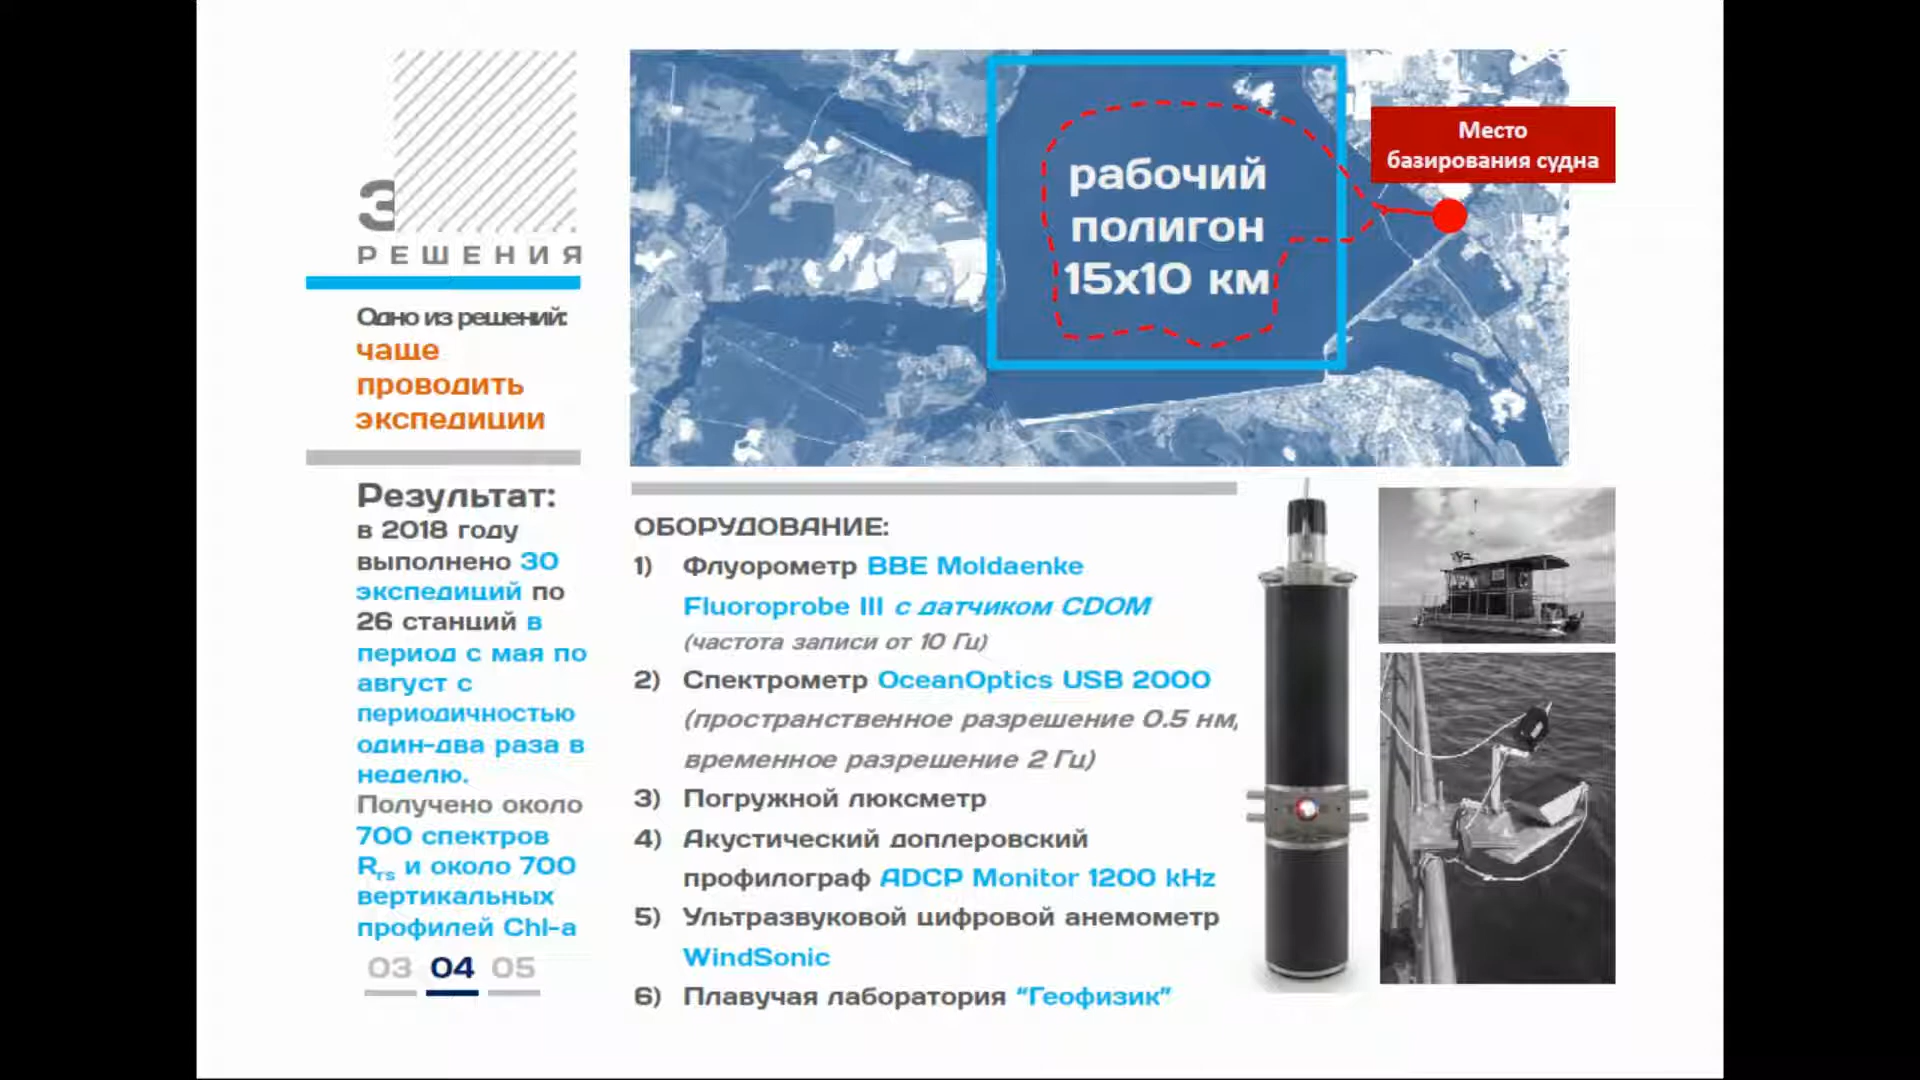 3
РЕШЕНИЯ
Одно из решений:
чаще
проводить
экспедиции
Результат:
в 2018 году
выполнено 30
экспедиций по
26 станций в
период с мая по
август с
периодичностью
один-два раза в
неделю.
Получено около
700 спектров
Rrs и около 700
вертикальных
профилей Chl-a
03 04 05
рабочий
полигон
15х10 км
Место
базирования судна
ОБОРУДОВАНИЕ:
1) Флуорометр BBE Moldaenke
Fluoroprobe III с датчиком CDOM
(частота записи от 10 Гц)
2) Спектрометр OceanOptics USB 2000
(пространственное разрешение 0.5 нм,
временное разрешение 2 Гц)
3) Погружной люксметр
4) Акустический доплеровский
профилограф ADCP Monitor 1200 kHz
5) Ультразвуковой цифровой анемометр
WindSonic
6) Плавучая лаборатория “Геофизик”